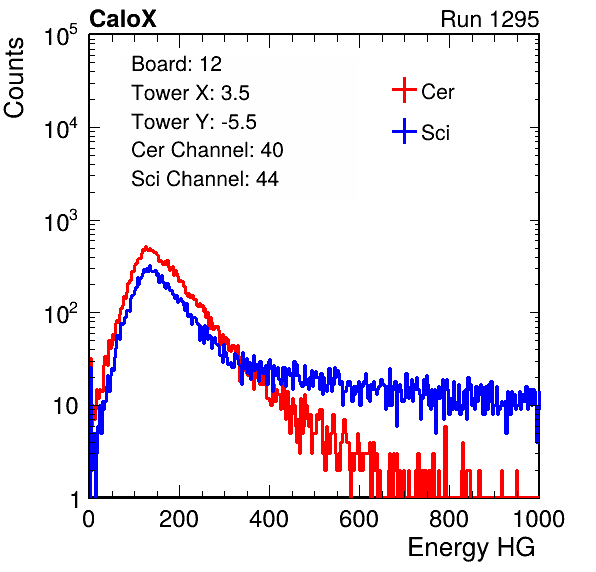 CaloX Run 1295
Counts
Board: 12
Tower X: 3.5
Tower Y: -5.5
Cer Channel: 40
Sci Channel: 44
Cer
Sci
10^5
10^4
10^3
10^2
10
1
0 200 400 600 800 1000
Energy HG